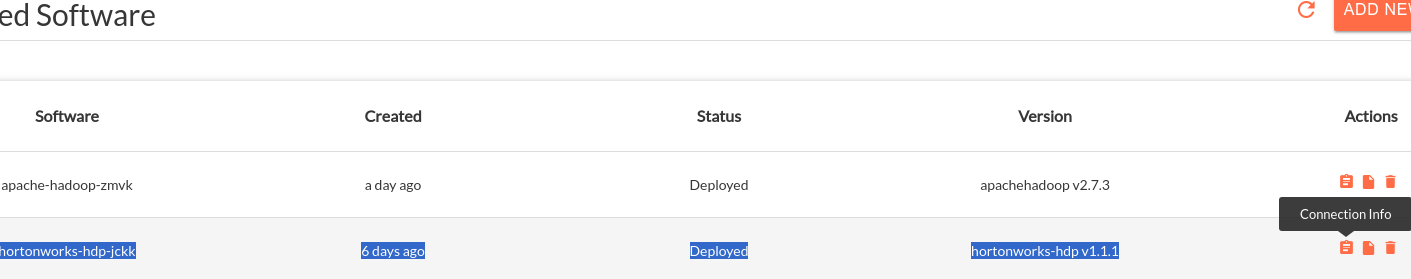 ed Software
ADD NEW
Software Created Status Version Actions
apache-hadoop-zmvk a day ago Deployed apachehadoop v2.7.3
Connection Info
hortonworks-hdp-jckk 6 days ago Deployed hortonworks-hdp v1.1.1